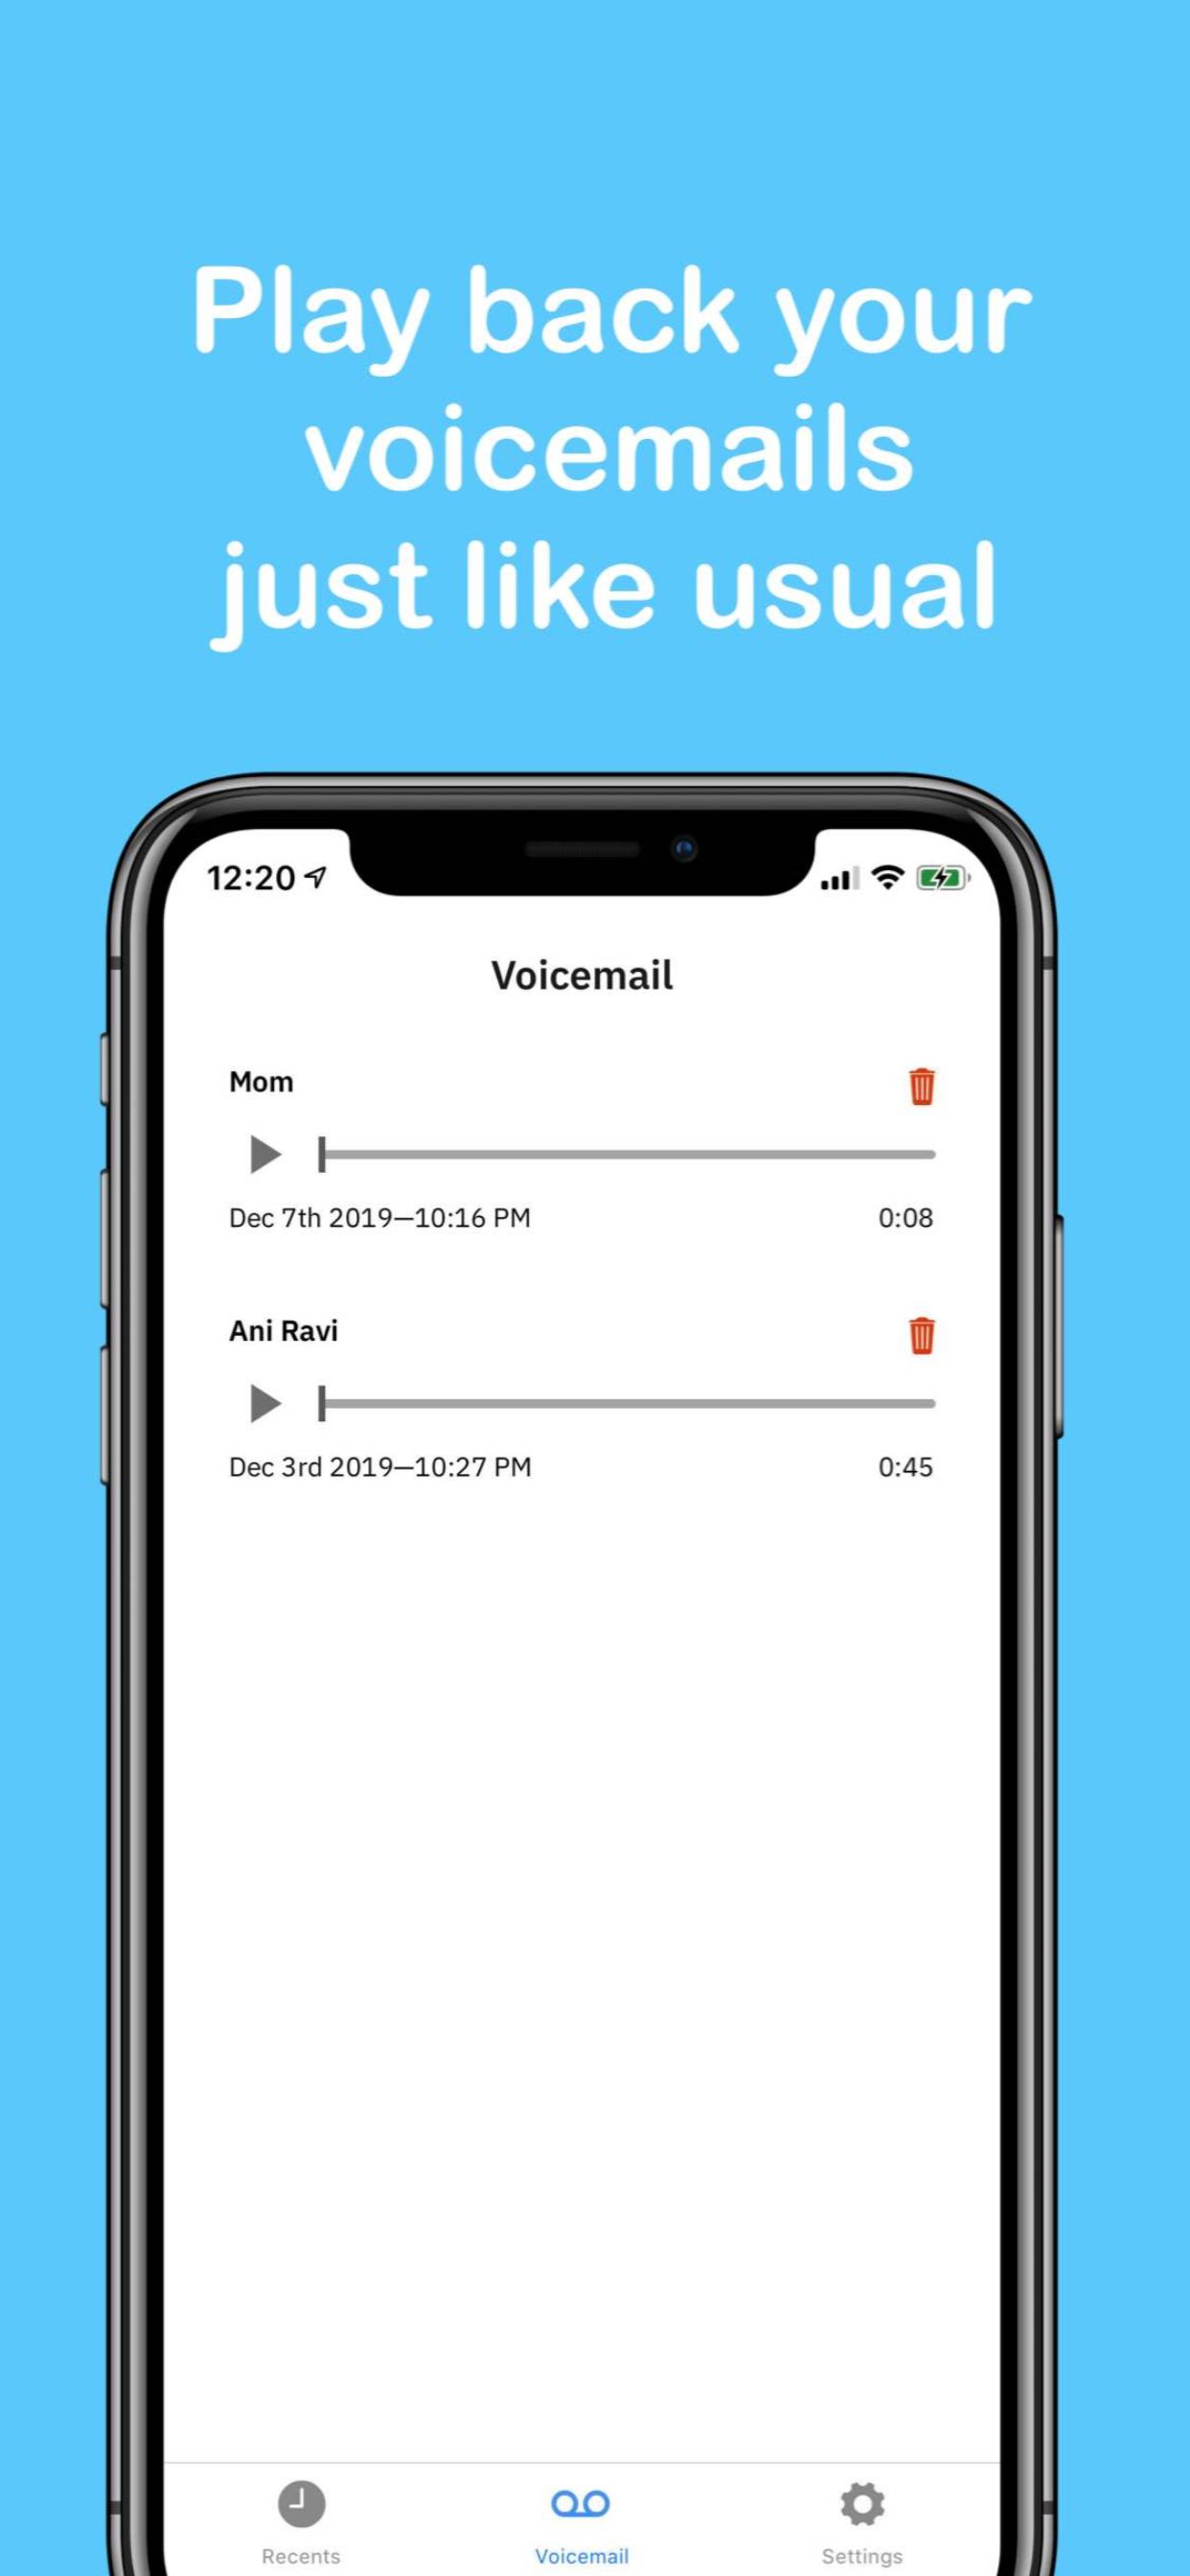 Play back your
voicemails
just like usual
12:20
Voicemail
Mom
Dec 7th 2019—10:16 PM 0:08
Ani Ravi
Dec 3rd 2019—10:27 PM 0:45
Recents Voicemail Settings